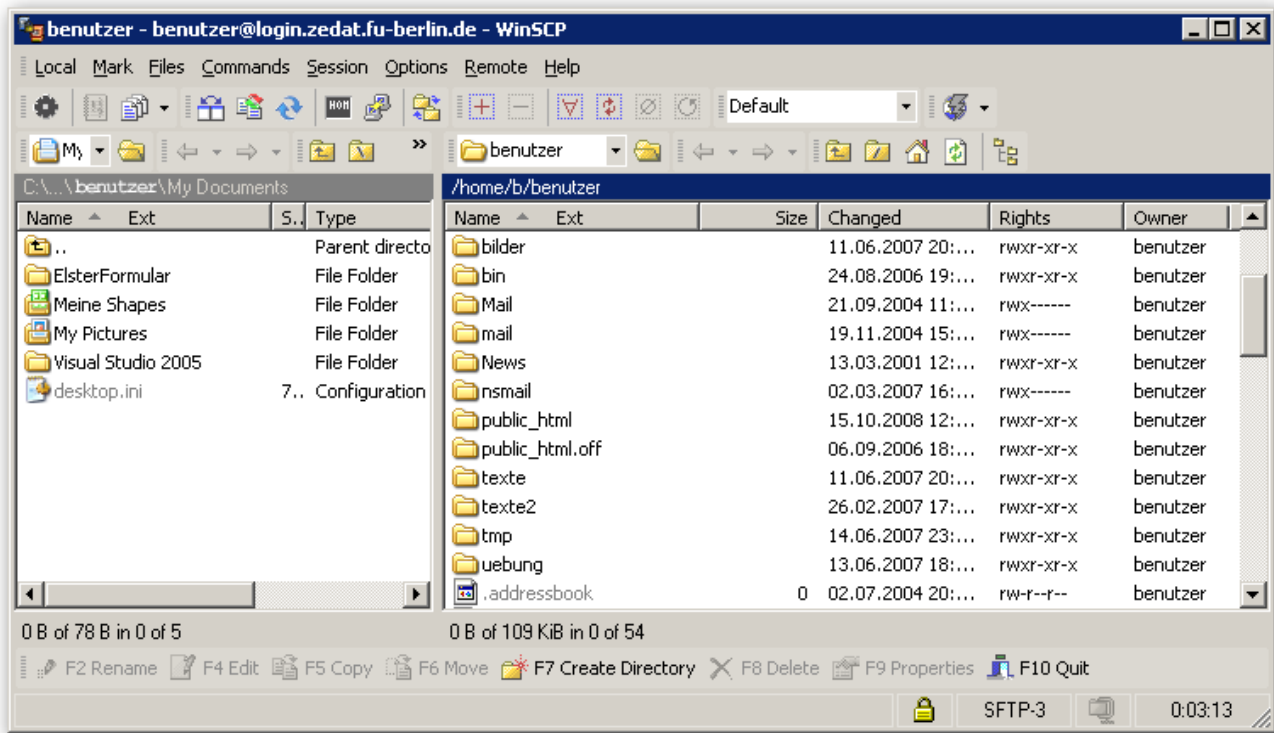 benutzer - benutzer@login.zedat.fu-berlin.de - WinSCP
Local Mark Files Commands Session Options Remote Help
Default
My benutzer
C:\...\benutzer\My Documents /home/b/benutzer
Name Ext S.. Type Name Ext Size Changed Rights Owner
.. Parent directo bilder 11.06.2007 20:... rwxr-xr-x benutzer
ElsterFormular File Folder bin 24.08.2006 19:... rwxr-xr-x benutzer
Meine Shapes File Folder Mail 21.09.2004 11:... rwx------ benutzer
My Pictures File Folder mail 19.11.2004 15:... rwx------ benutzer
Visual Studio 2005 File Folder News 13.03.2001 12:... rwxr-xr-x benutzer
desktop.ini 7.. Configuration nsmail 02.03.2007 16:... rwx------ benutzer
public_html 15.10.2008 12:... rwxr-xr-x benutzer
public_html.off 06.09.2006 18:... rwxr-xr-x benutzer
texte 11.06.2007 20:... rwxr-xr-x benutzer
texte2 26.02.2007 17:... rwxr-xr-x benutzer
tmp 14.06.2007 23:... rwxr-xr-x benutzer
uebung 13.06.2007 18:... rwxr-xr-x benutzer
.addressbook 0 02.07.2004 20:... rw-r--r-- benutzer
0 B of 78 B in 0 of 5 0 B of 109 KiB in 0 of 54
F2 Rename F4 Edit F5 Copy F6 Move F7 Create Directory F8 Delete F9 Properties F10 Quit
SFTP-3 0:03:13